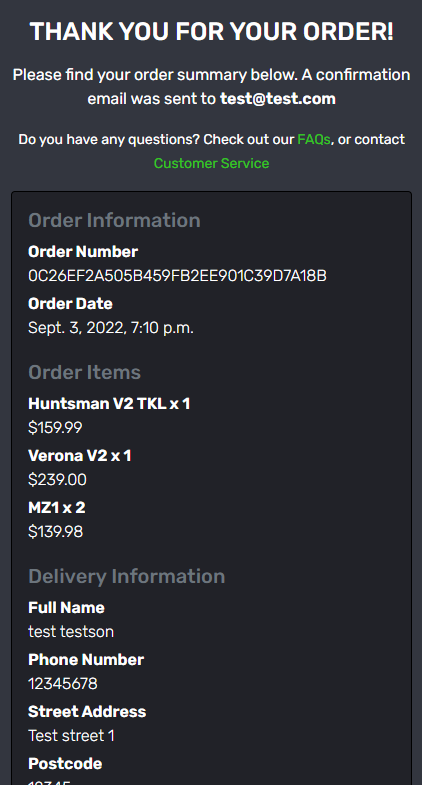 THANK YOU FOR YOUR ORDER!
Please find your order summary below. A confirmation
email was sent to test@test.com
Do you have any questions? Check out our FAQs, or contact
Customer Service
Order Information
Order Number
0C26EF2A505B459FB2EE901C39D7A18B
Order Date
Sept. 3, 2022, 7:10 p.m.
Order Items
Huntsman V2 TKL x 1
$159.99
Verona V2 x 1
$239.00
MZ1 x 2
$139.98
Delivery Information
Full Name
test testson
Phone Number
12345678
Street Address
Test street 1
Postcode